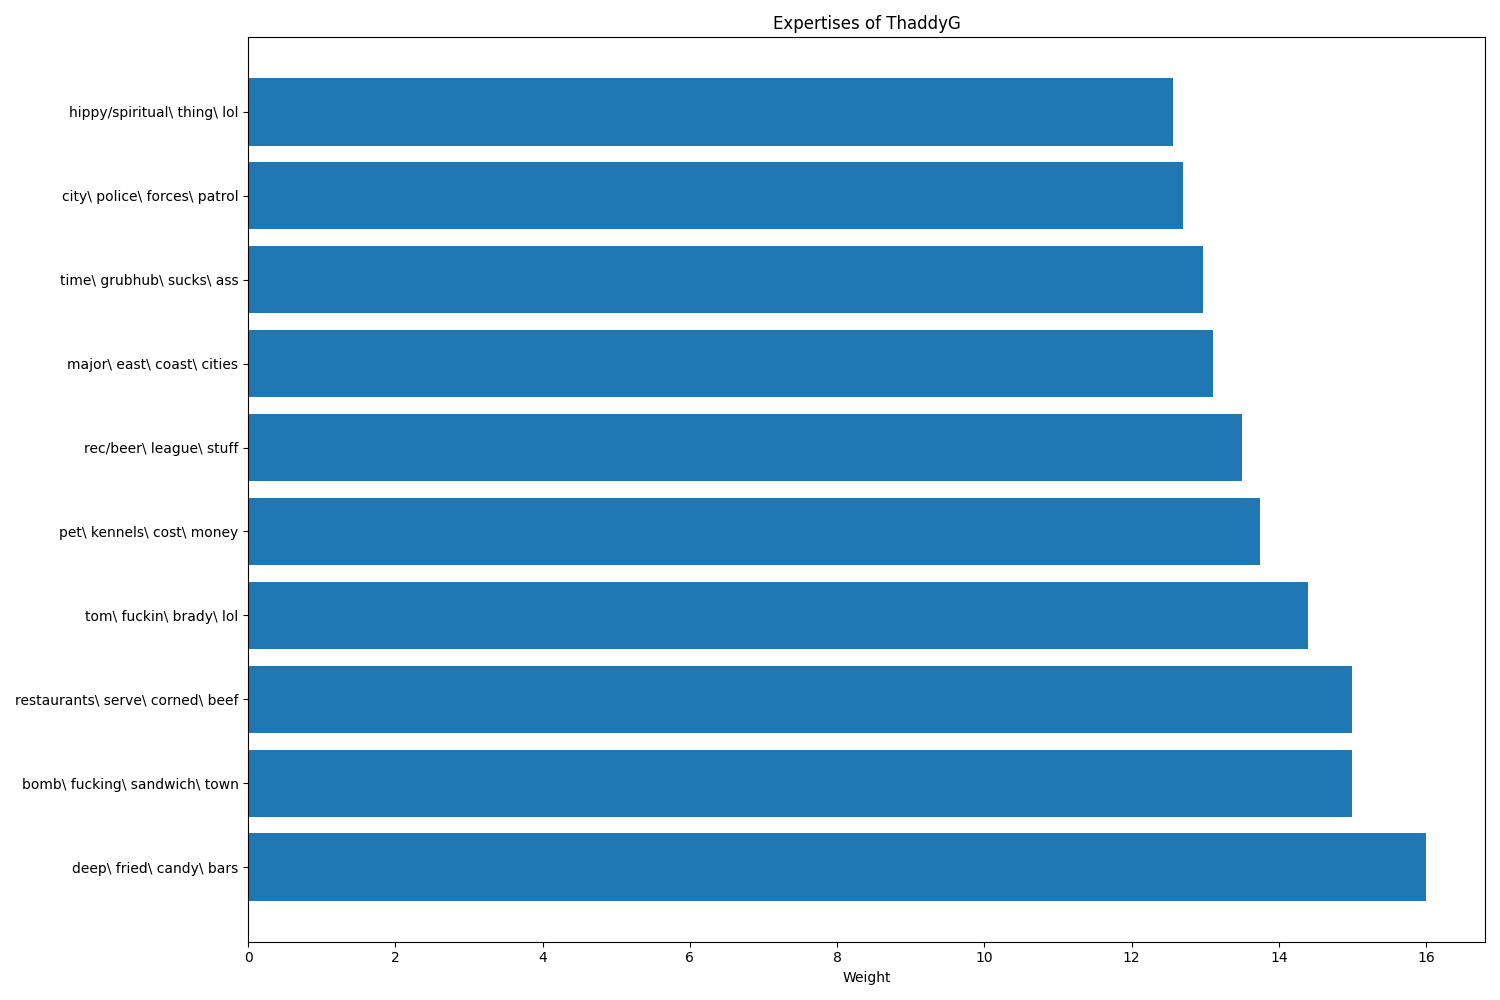 Expertises of ThaddyG
hippy/spiritual\ thing\ lol
city\ police\ forces\ patrol
time\ grubhub\ sucks\ ass
major\ east\ coast\ cities
rec/beer\ league\ stuff
pet\ kennels\ cost\ money
tom\ fuckin\ brady\ lol
restaurants\ serve\ corned\ beef
bomb\ fucking\ sandwich\ town
deep\ fried\ candy\ bars
0 2 4 6 8 10 12 14 16
Weight